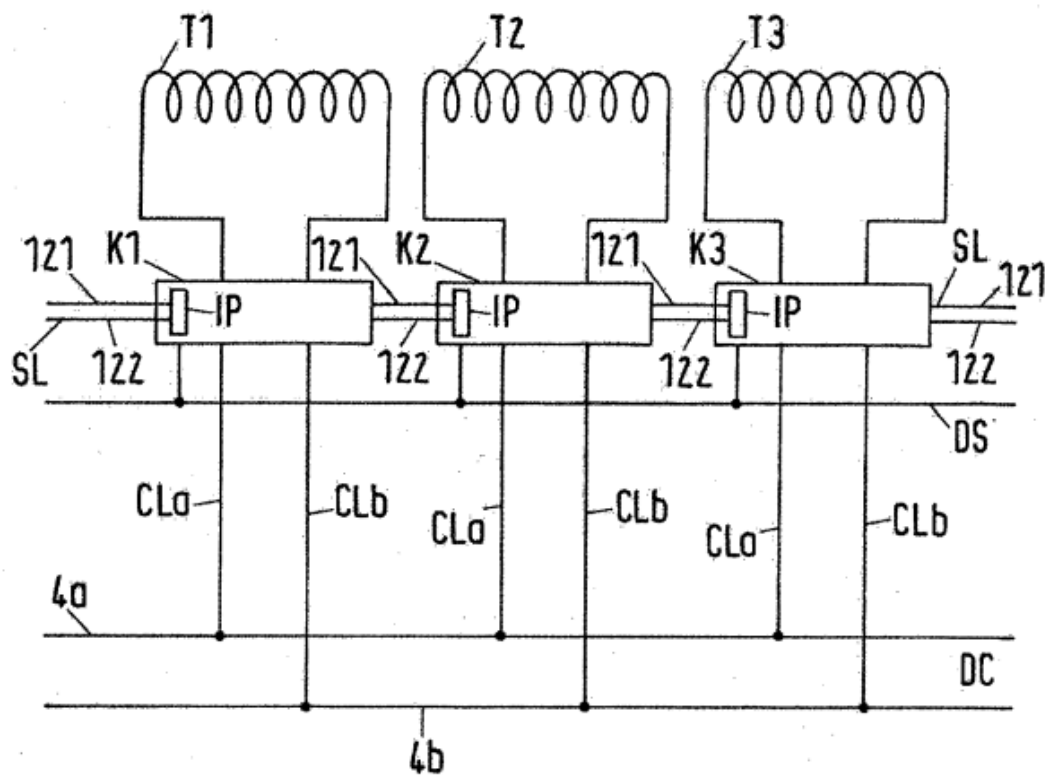 T1 T2 T3
121 K1 121 K2 121 K3 SL 121
IP IP IP
SL 122 122 122 122
DS
CLa CLb CLa CLb CLa CLb
4a
DC
4b